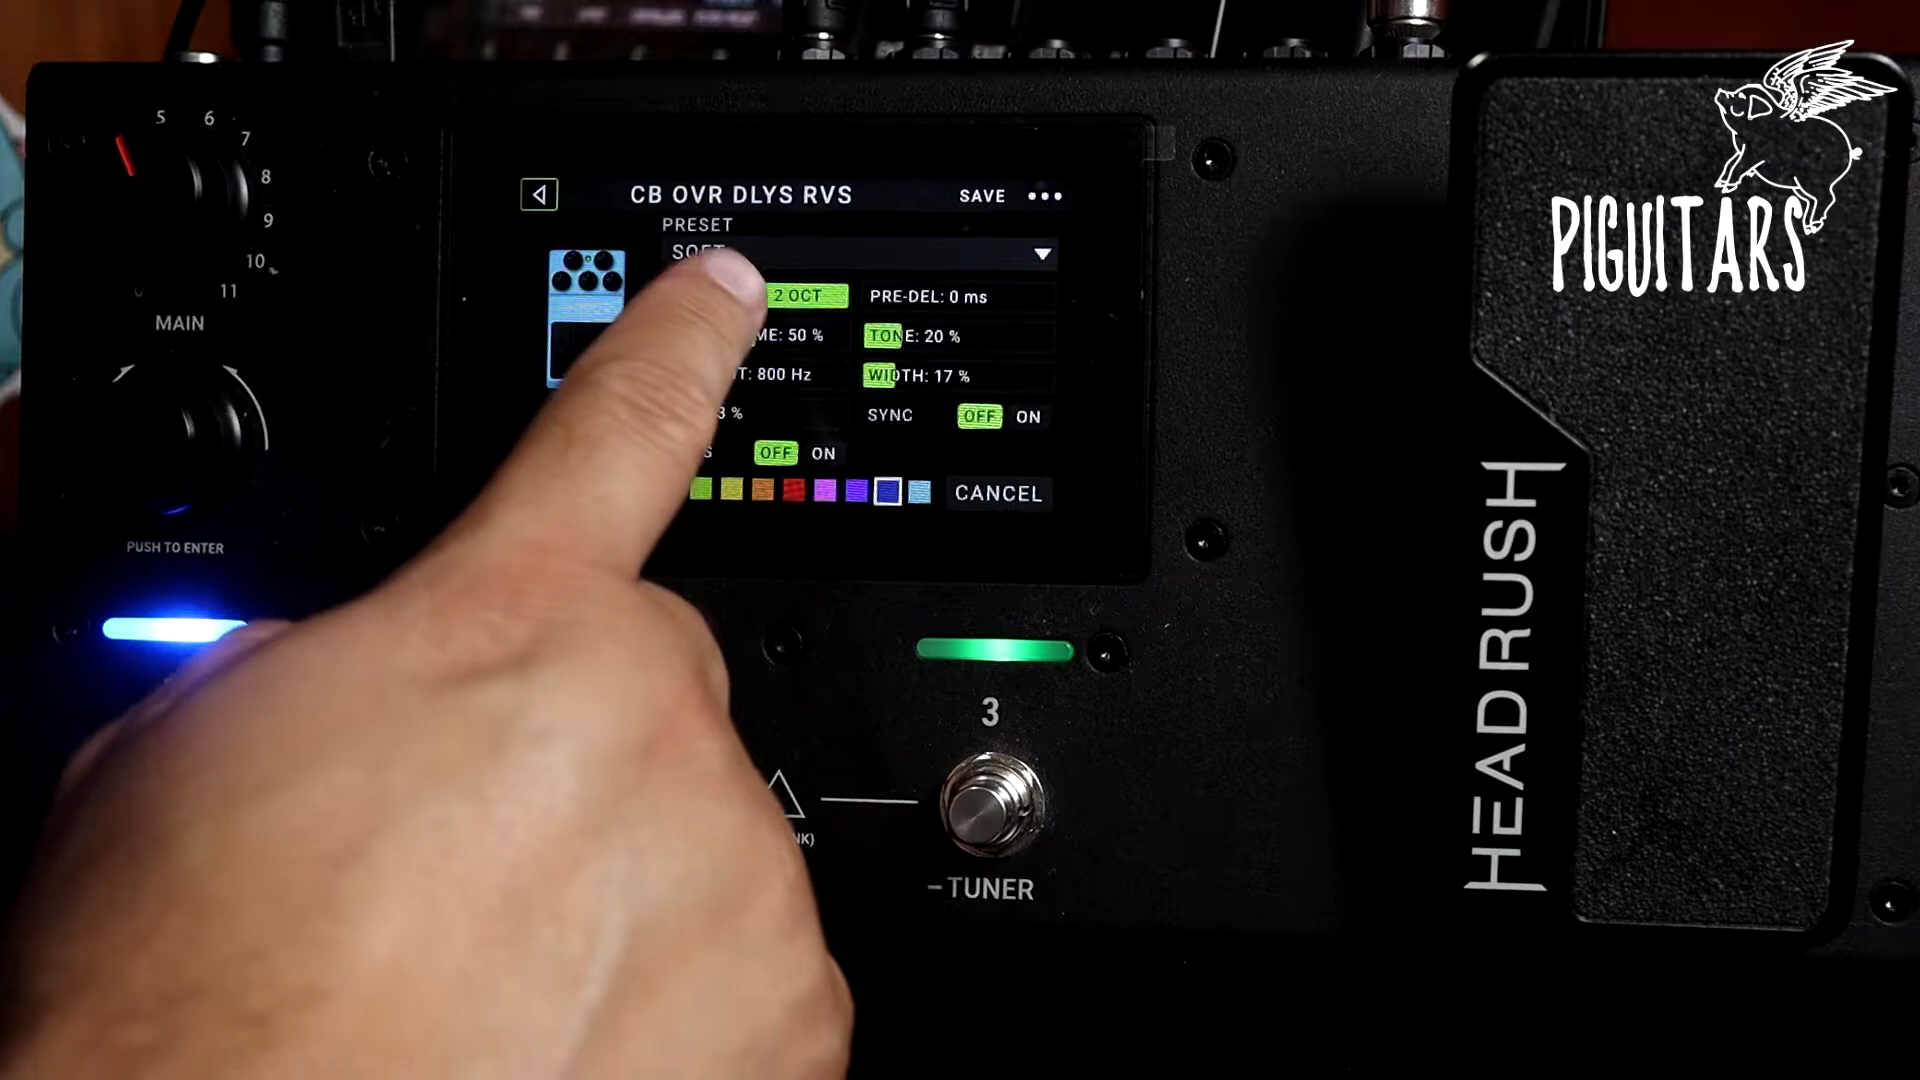 5 6 7 8 9 10 11
MAIN
PUSH TO ENTER
CB OVR DLYS RVS SAVE
PRESET
SOFT
2 OCT PRE-DEL: 0 ms
ME: 50 % TONE: 20 %
T: 800 Hz WIDTH: 17 %
3 % SYNC OFF ON
S OFF ON
CANCEL
3
NK)
–TUNER
HEADRUSH
PIGUITARS